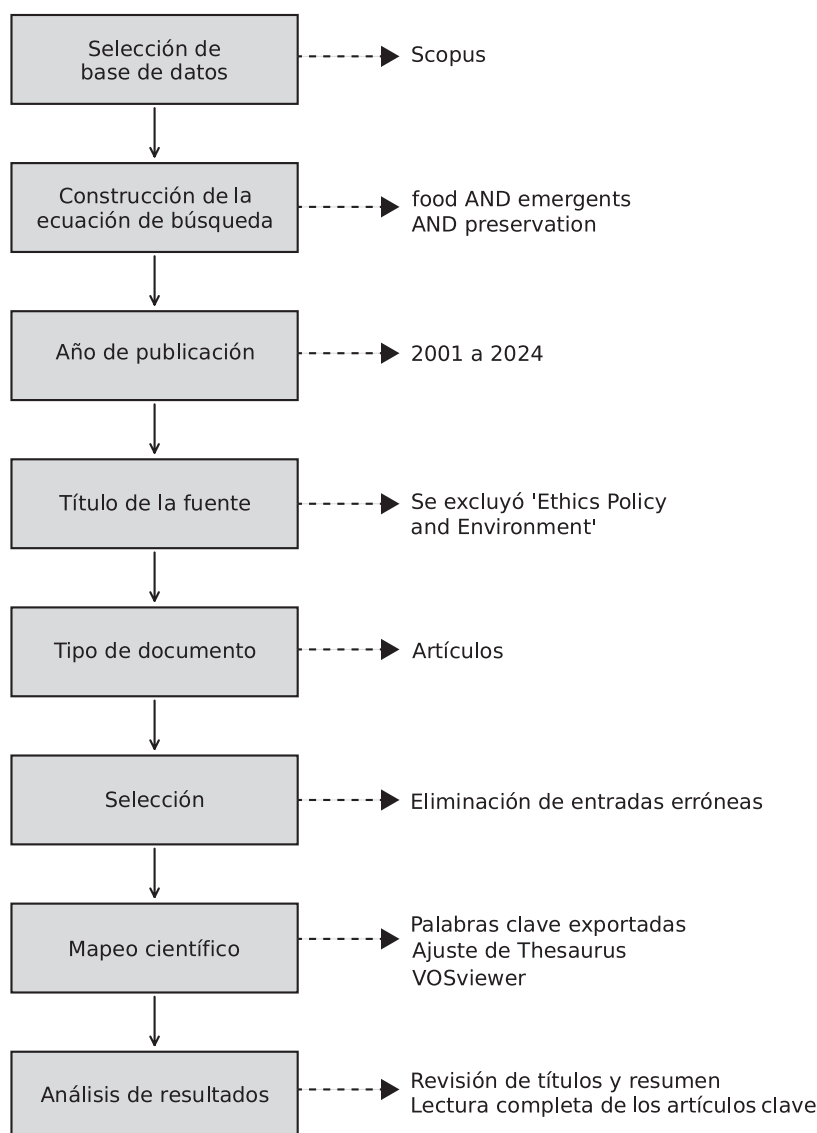 Selección de
base de datos
Scopus
Construcción de la
ecuación de búsqueda
food AND emergents
AND preservation
Año de publicación
2001 a 2024
Título de la fuente
Se excluyó 'Ethics Policy
and Environment'
Tipo de documento
Artículos
Selección
Eliminación de entradas erróneas
Mapeo científico
Palabras clave exportadas
Ajuste de Thesaurus
VOSviewer
Análisis de resultados
Revisión de títulos y resumen
Lectura completa de los artículos clave